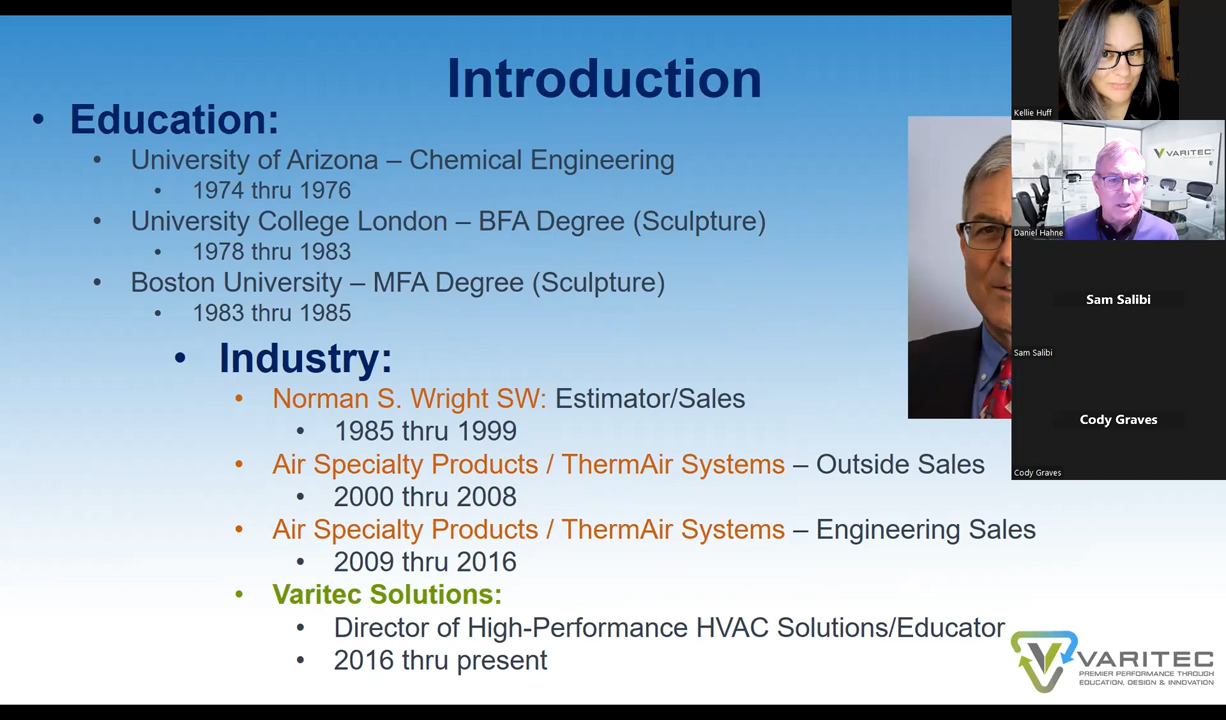 Introduction
Education:
University of Arizona – Chemical Engineering
1974 thru 1976
University College London – BFA Degree (Sculpture)
1978 thru 1983
Boston University – MFA Degree (Sculpture)
1983 thru 1985
Industry:
Norman S. Wright SW: Estimator/Sales
1985 thru 1999
Air Specialty Products / ThermAir Systems – Outside Sales
2000 thru 2008
Air Specialty Products / ThermAir Systems – Engineering Sales
2009 thru 2016
Varitec Solutions:
Director of High-Performance HVAC Solutions/Educator
2016 thru present
Kellie Huff
VARITEC
Daniel Hahne
Sam Salibi
Sam Salibi
Cody Graves
Cody Graves
VARITEC
PREMIER PERFORMANCE THROUGH
EDUCATION, DESIGN & INNOVATION